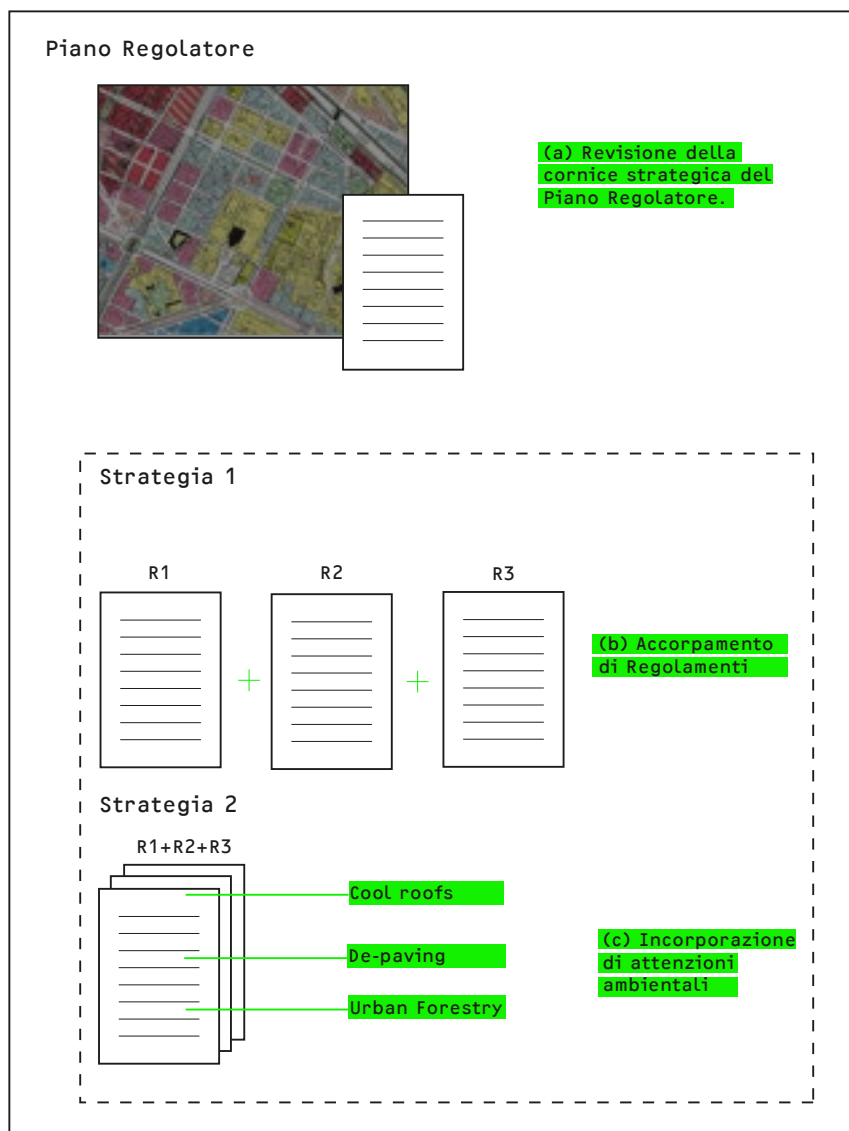 Piano Regolatore
(a) Revisione della
cornice strategica del
Piano Regolatore.
Strategia 1
R1
R2
R3
(b) Accorpamento
di Regolamenti
Strategia 2
R1+R2+R3
Cool roofs
De-paving
Urban Forestry
(c) Incorporazione
di attenzioni
ambientali